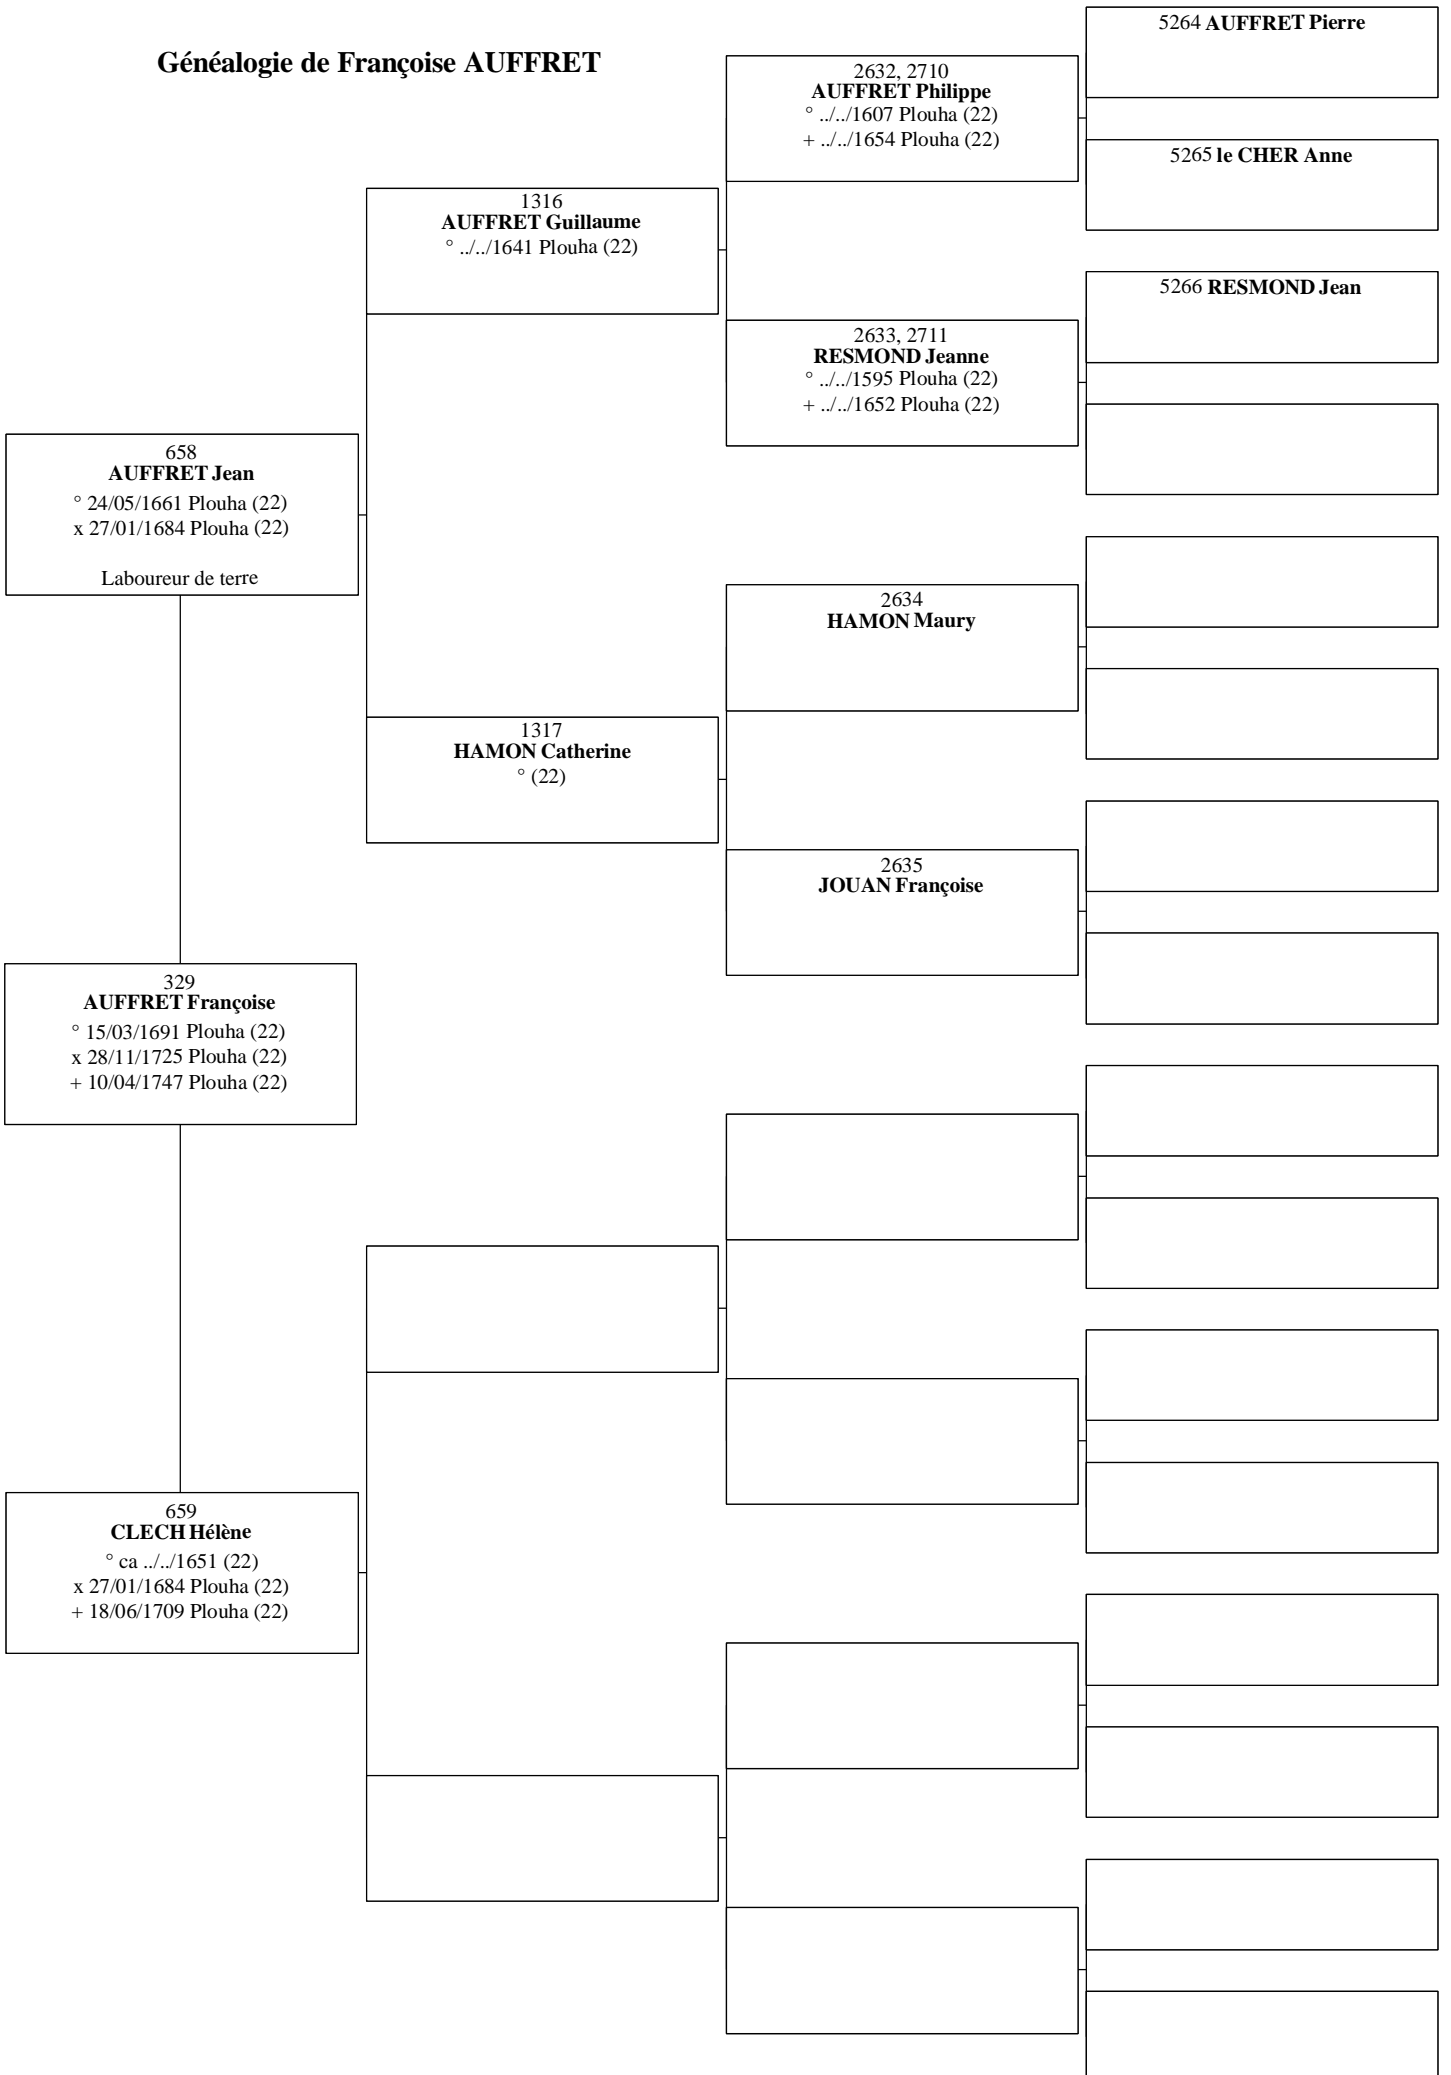 Généalogie de Françoise AUFFRET
5264 AUFFRET Pierre
2632, 2710
AUFFRET Philippe
° ../../1607 Plouha (22)
+ ../../1654 Plouha (22)
5265 le CHER Anne
1316
AUFFRET Guillaume
° ../../1641 Plouha (22)
5266 RESMOND Jean
2633, 2711
RESMOND Jeanne
° ../../1595 Plouha (22)
+ ../../1652 Plouha (22)
658
AUFFRET Jean
° 24/05/1661 Plouha (22)
x 27/01/1684 Plouha (22)
Laboureur de terre
2634
HAMON Maury
1317
HAMON Catherine
° (22)
2635
JOUAN Françoise
329
AUFFRET Françoise
° 15/03/1691 Plouha (22)
x 28/11/1725 Plouha (22)
+ 10/04/1747 Plouha (22)
659
CLECH Hélène
° ca ../../1651 (22)
x 27/01/1684 Plouha (22)
+ 18/06/1709 Plouha (22)